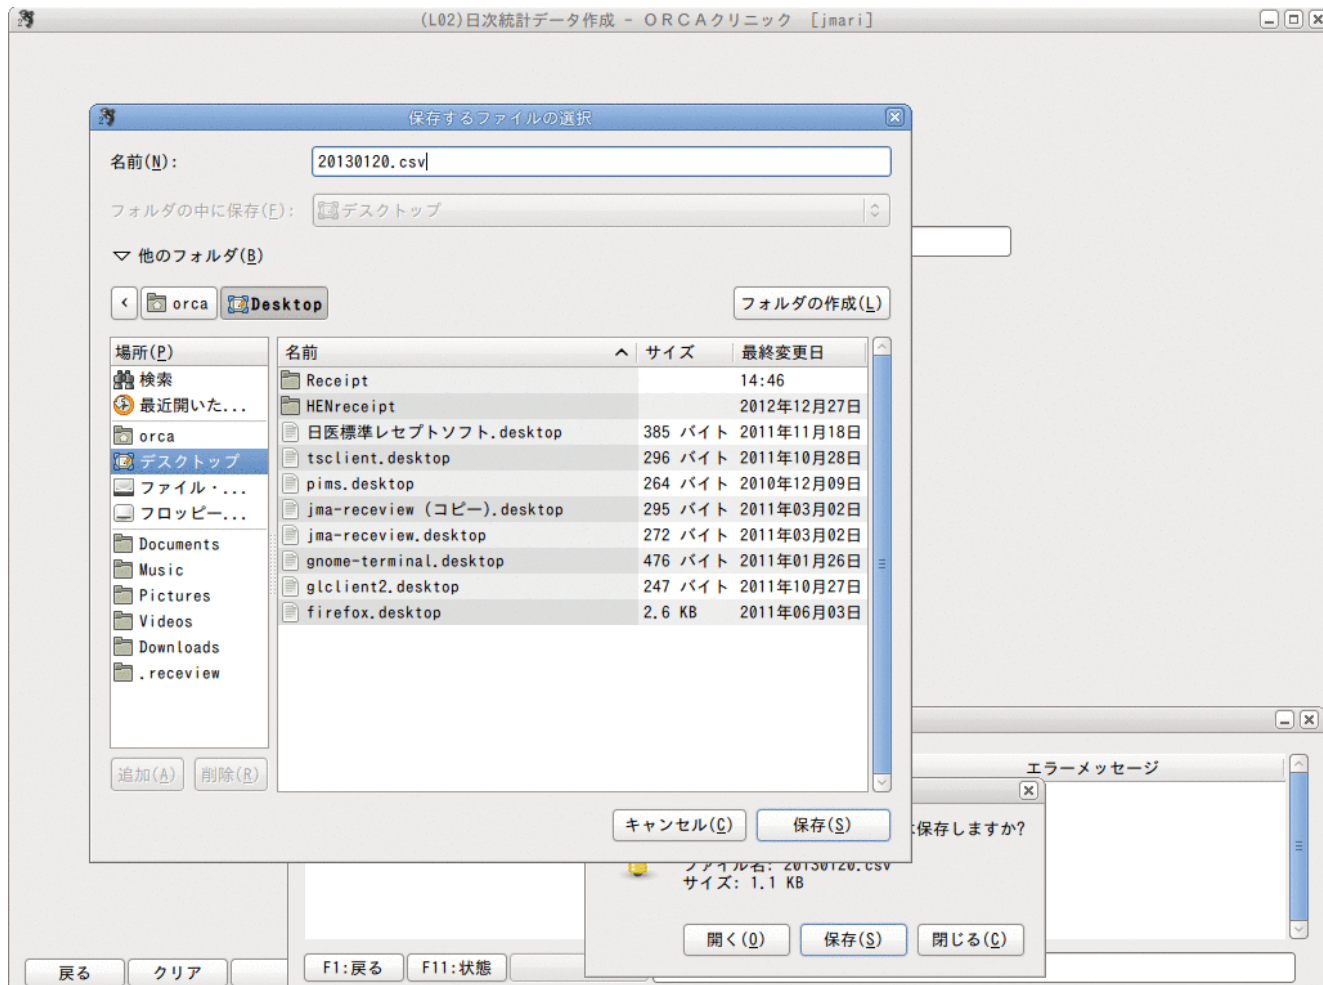 (L02)日次統計データ作成 - ORCAクリニック [jmari]
保存するファイルの選択
名前(N):
20130120.csv
フォルダの中に保存(F):
デスクトップ
他のフォルダ(B)
orca
Desktop
フォルダの作成(L)
場所(P)
検索
最近開いた...
orca
デスクトップ
ファイル・...
フロッピー...
Documents
Music
Pictures
Videos
Downloads
.receview
追加(A)
削除(R)
名前 サイズ 最終変更日
Receipt 14:46
HENreceipt 2012年12月27日
日医標準レセプトソフト.desktop 385 バイト 2011年11月18日
tsclient.desktop 296 バイト 2011年10月28日
pims.desktop 264 バイト 2010年12月09日
jma-receview (コピー).desktop 295 バイト 2011年03月02日
jma-receview.desktop 272 バイト 2011年03月02日
gnome-terminal.desktop 476 バイト 2011年01月26日
glclient2.desktop 247 バイト 2011年10月27日
firefox.desktop 2.6 KB 2011年06月03日
キャンセル(C)
保存(S)
エラーメッセージ
保存しますか?
ファイル名: 20130120.csv
サイズ: 1.1 KB
開く(O)
保存(S)
閉じる(C)
戻る
クリア
F1:戻る
F11:状態